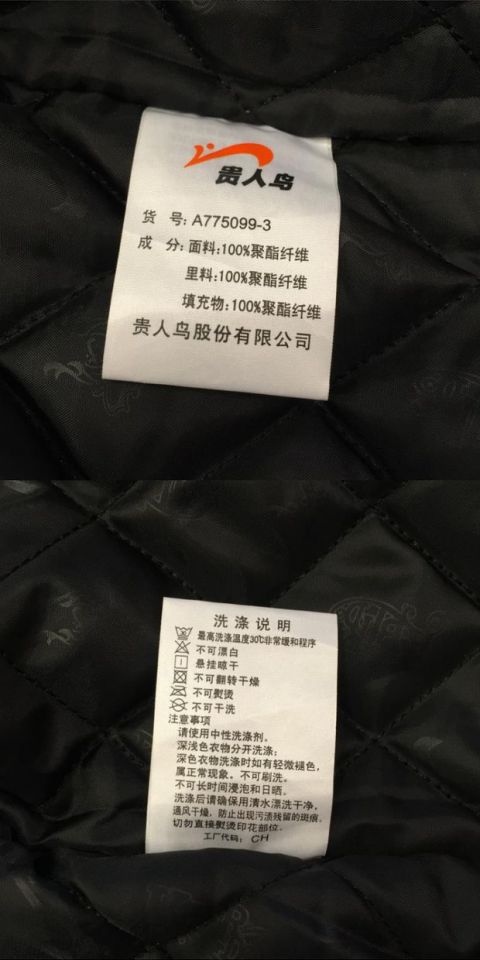 贵人鸟
货 号: A775099-3
成 分: 面料:100%聚酯纤维
里料:100%聚酯纤维
填充物:100%聚酯纤维
贵人鸟股份有限公司
洗涤说明
最高洗涤温度30℃非常缓和程序
不可漂白
悬挂晾干
不可翻转干燥
不可熨烫
不可干洗
注意事项
请使用中性洗涤剂。
深浅色衣物分开洗涤;
深色衣物洗涤时如有轻微褪色,
属正常现象。不可刷洗。
不可长时间浸泡和日晒。
洗涤后请确保用清水漂洗干净,
通风干燥, 防止出现污渍残留的斑痕.
切勿直接熨烫印花部位.
工厂代码: CH